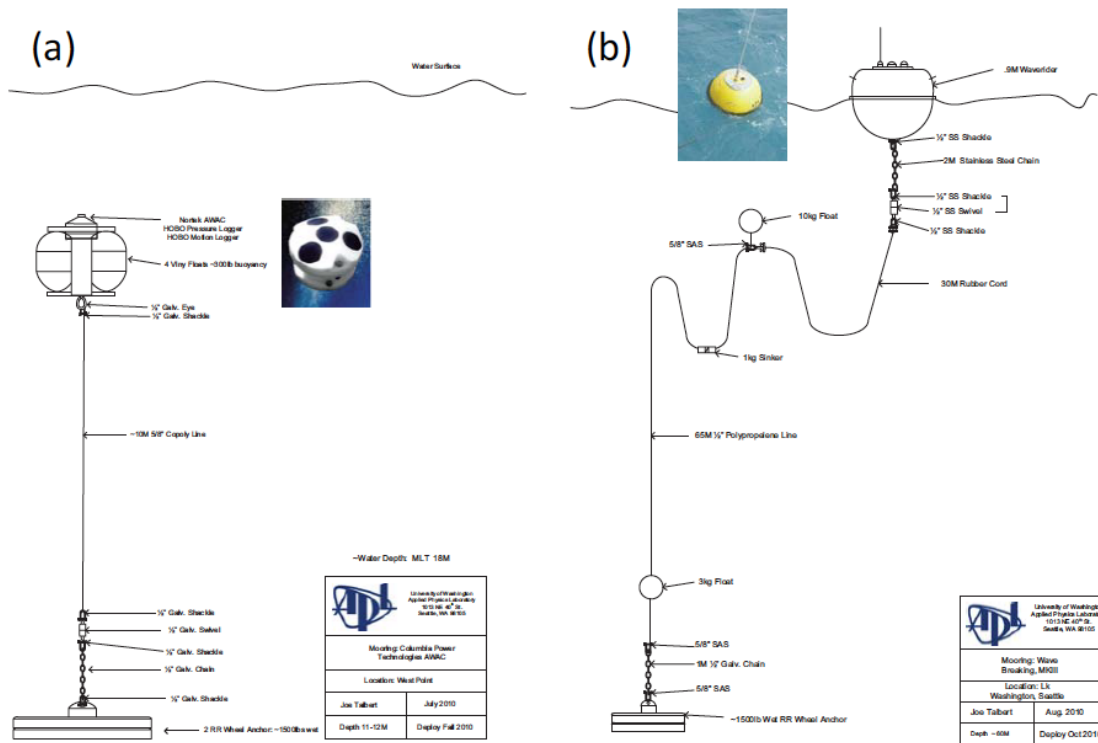 (a)
Water Surface
Nortek AWAC
HOBO Pressure Logger
HOBO Motion Logger
4 Viny Floats ~300lb buoyancy
½" Galv. Eye
½" Galv. Shackle
~10M 5/8" Copoly Line
½" Galv. Shackle
½" Galv. Swivel
½" Galv. Shackle
½" Galv. Chain
½" Galv. Shackle
2 RR Wheel Anchor: ~1500lbs wet
~Water Depth: MLT 18M
apl
University of Washington
Applied Physics Laboratory
1013 NE 40th St.
Seattle, WA 98105
Mooring: Columbia Power
Technologies AWAC
Location: West Point
Joe Talbert
July 2010
Depth 11-12M
Deploy Fall 2010
(b)
.9M Waverider
½" SS Shackle
2M Stainless Steel Chain
½" SS Shackle
½" SS Swivel
½" SS Shackle
10kg Float
5/8" SAS
30M Rubber Cord
1kg Sinker
65M ½" Polypropelene Line
3kg Float
5/8" SAS
1M ½" Galv. Chain
5/8" SAS
~1500lb Wet RR Wheel Anchor
apl
University of Washingt
Applied Physics Laborat
1013 NE 40th St.
Seattle, WA 98105
Mooring: Wave
Breaking, MKIII
Location: Lk
Washington, Seattle
Joe Talbert
Aug. 2010
Depth ~60M
Deploy Oct 2010